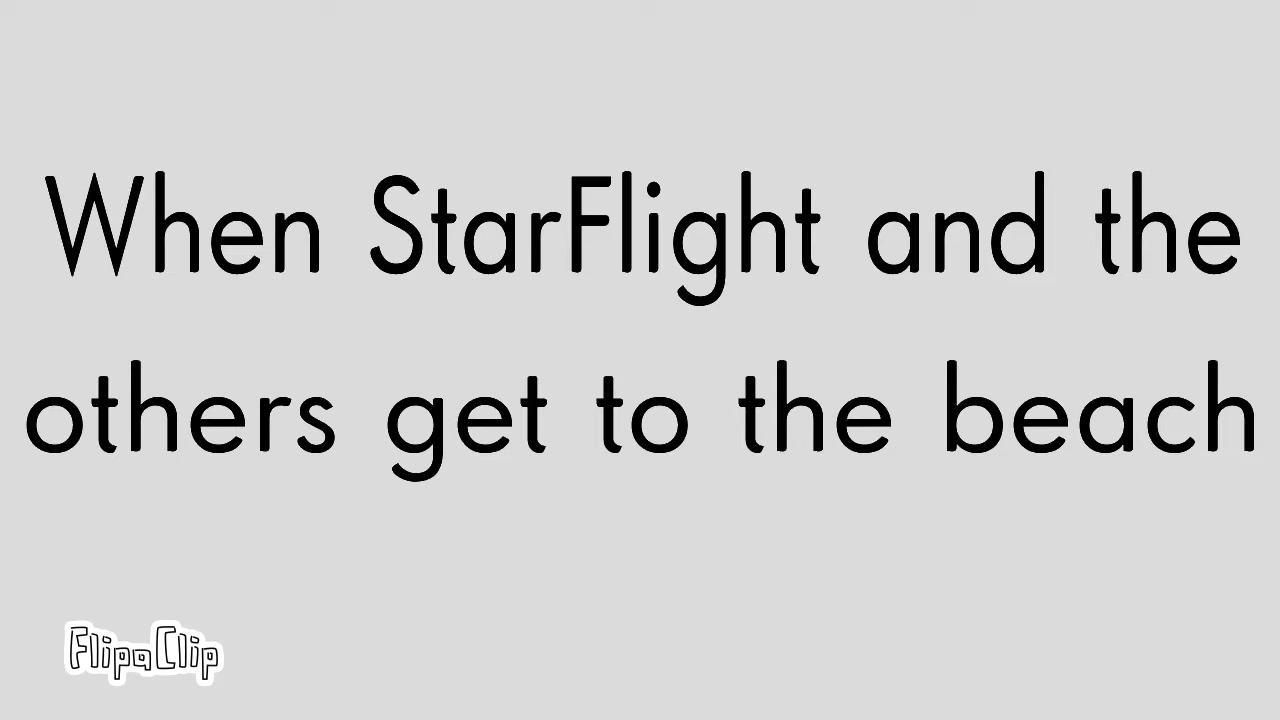 When StarFlight and the
others get to the beach
FlipaClip